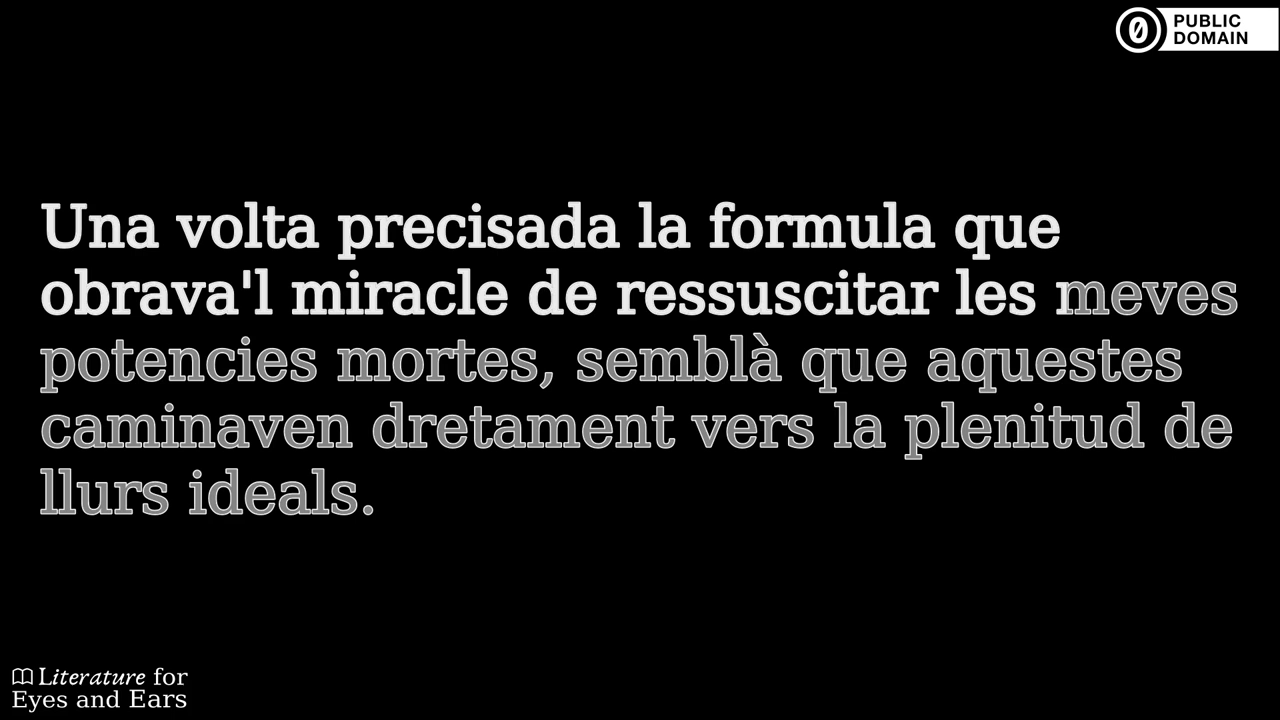 PUBLIC
DOMAIN
Una volta precisada la formula que
obrava'l miracle de ressuscitar les meves
potencies mortes, semblà que aquestes
caminaven dretament vers la plenitud de
llurs ideals.
Literature for
Eyes and Ears